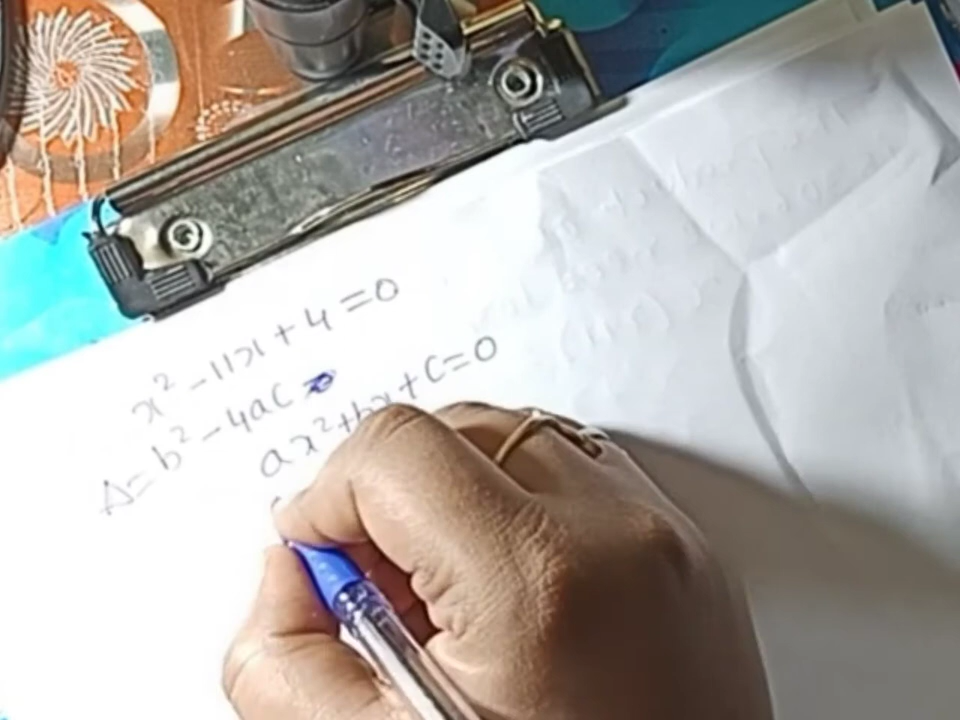 x² - 11x + 4 = 0
Δ = b² - 4ac
ax² + bx + c = 0